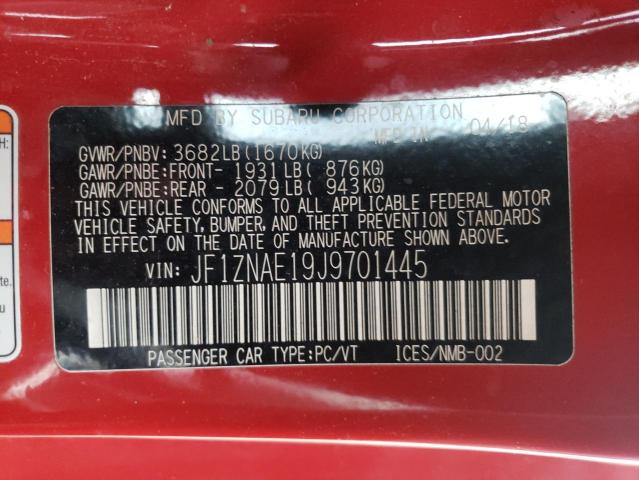 MFD BY SUBARU CORPORATION
MFD IN 04/18
GVWR/PNBV: 3682LB(1670KG)
GAWR/PNBE:FRONT- 1931LB( 876KG)
GAWR/PNBE:REAR - 2079LB( 943KG)
THIS VEHICLE CONFORMS TO ALL APPLICABLE FEDERAL MOTOR
VEHICLE SAFETY, BUMPER, AND THEFT PREVENTION STANDARDS
IN EFFECT ON THE DATE OF MANUFACTURE SHOWN ABOVE.
VIN: JF1ZNAE19J9701445
PASSENGER CAR TYPE:PC/VT ICES/NMB-002
H: